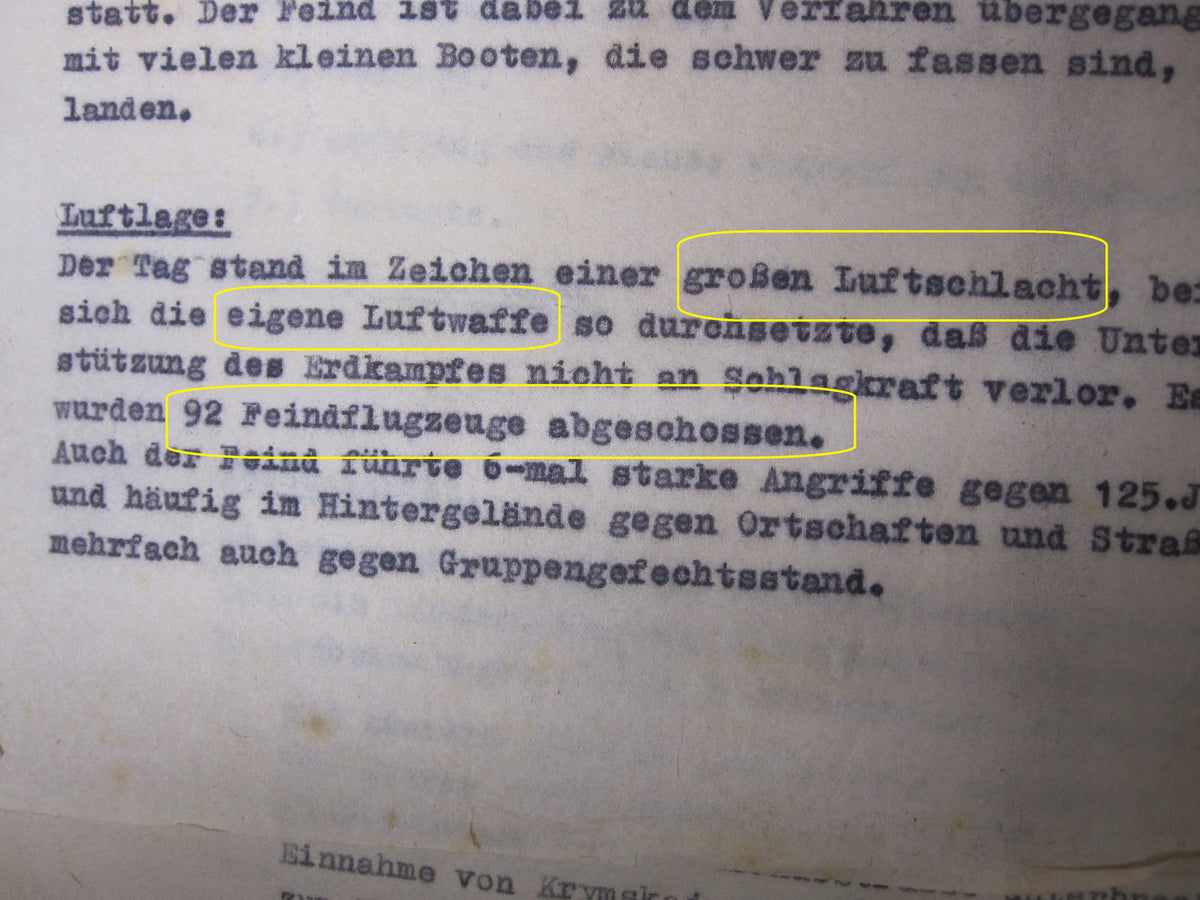 statt. Der Feind ist dabei zu dem Verfahren übergegang
mit vielen kleinen Booten, die schwer zu fassen sind,
landen.
Luftlage:
Der Tag stand im Zeichen einer großen Luftschlacht, bei
sich die eigene Luftwaffe so durchsetzte, daß die Unter
stützung des Erdkampfes nicht an Schlagkraft verlor. Es
wurden 92 Feindflugzeuge abgeschossen.
Auch der Feind führte 6-mal starke Angriffe gegen 125.J
und häufig im Hintergelände gegen Ortschaften und Straß
mehrfach auch gegen Gruppengefechtsstand.
Einnahme von Krymskaj